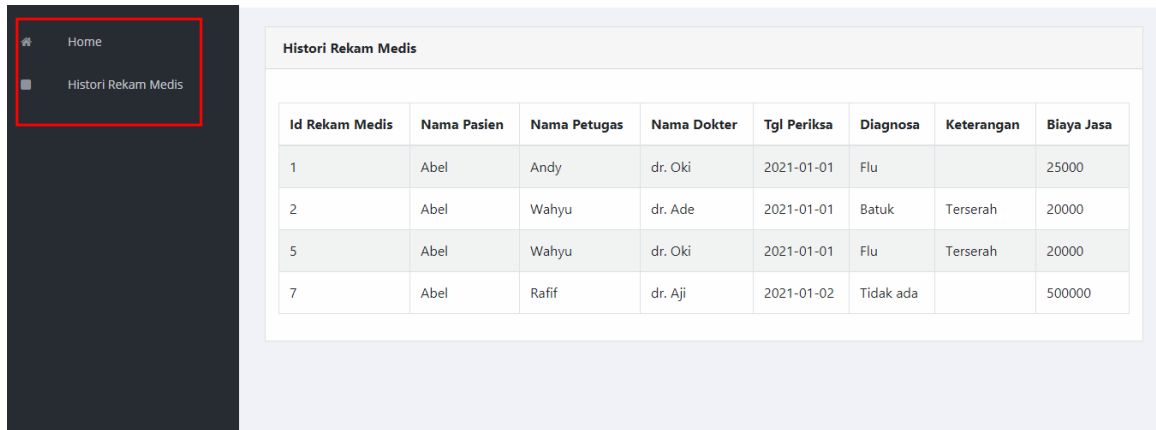 Home
Histori Rekam Medis
Histori Rekam Medis
Id Rekam Medis Nama Pasien Nama Petugas Nama Dokter Tgl Periksa Diagnosa Keterangan Biaya Jasa
1 Abel Andy dr. Oki 2021-01-01 Flu 25000
2 Abel Wahyu dr. Ade 2021-01-01 Batuk Terserah 20000
5 Abel Wahyu dr. Oki 2021-01-01 Flu Terserah 20000
7 Abel Rafif dr. Aji 2021-01-02 Tidak ada 500000